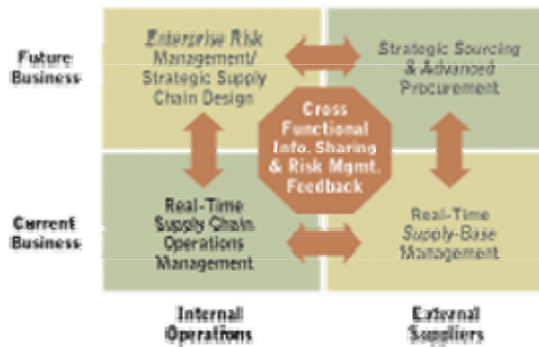 Future
Business
Enterprise Risk
Management/
Strategic Supply
Chain Design
Strategic Sourcing
& Advanced
Procurement
Cross
Functional
Info. Sharing
& Risk Mgmt.
Feedback
Current
Business
Real-Time
Supply Chain
Operations
Management
Real-Time
Supply-Base
Management
Internal
Operations
External
Suppliers